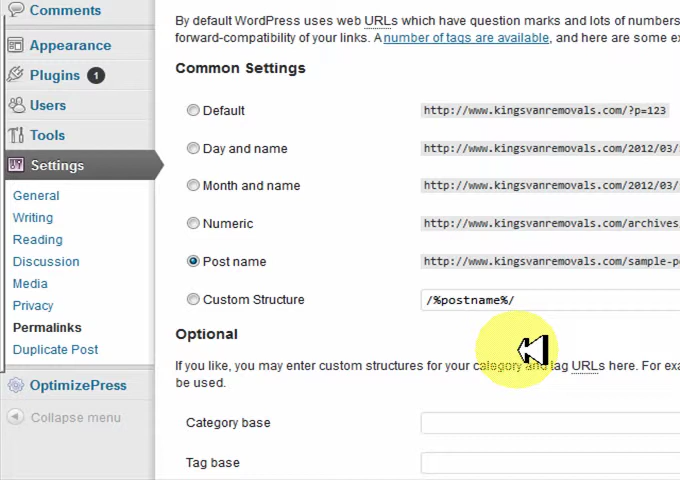 Comments
Appearance
Plugins 1
Users
Tools
Settings
General
Writing
Reading
Discussion
Media
Privacy
Permalinks
Duplicate Post
OptimizePress
Collapse menu
By default WordPress uses web URLs which have question marks and lots of numbers
forward-compatibility of your links. A number of tags are available, and here are some
Common Settings
Default http://www.kingsvanremovals.com/?p=123
Day and name http://www.kingsvanremovals.com/2012/03/
Month and name http://www.kingsvanremovals.com/2012/03/
Numeric http://www.kingsvanremovals.com/archives
Post name http://www.kingsvanremovals.com/sample-p
Custom Structure /%postname%/
Optional
If you like, you may enter custom structures for your category and tag URLs here. For
be used.
Category base
Tag base